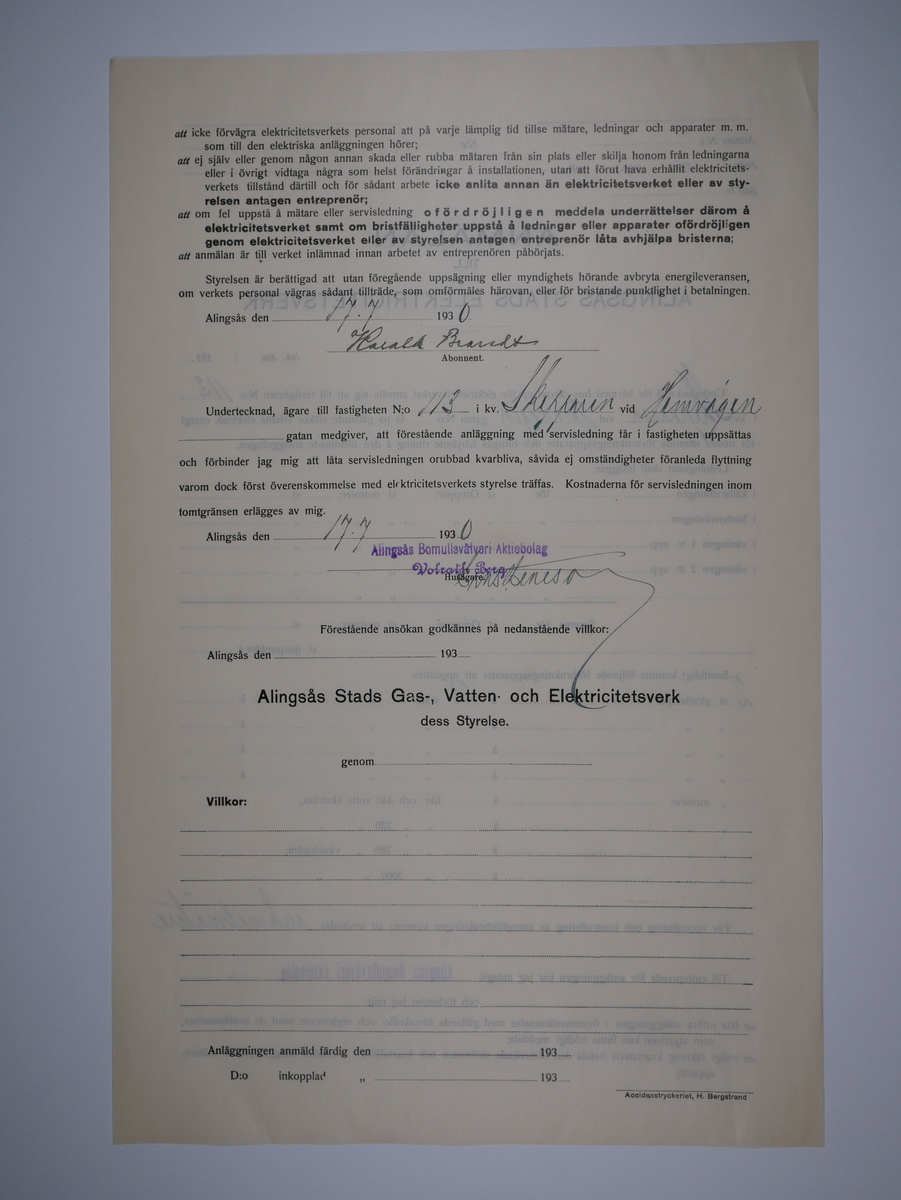 att icke förvägra elektricitetsverkets personal att på varje lämplig tid tillse mätare, ledningar och apparater m. m.
som till den elektriska anläggningen hörer;
att ej själv eller genom någon annan skada eller rubba mätaren från sin plats eller skilja honom från ledningarna
eller i övrigt vidtaga några som helst förändringar å installationen, utan att förut hava erhållit elektricitets-
verkets tillstånd därtill och för sådant arbete icke anlita annan än elektricitetsverket eller av sty-
relsen antagen entreprenör;
att om fel uppstå å mätare eller servisledning ofördröjligen meddela underrättelser därom å
elektricitetsverket samt om bristfälligheter uppstå å ledningar eller apparater ofördröjligen
genom elektricitetsverket eller av styrelsen antagen entreprenör låta avhjälpa bristerna;
att anmälan är till verket inlämnad innan arbetet av entreprenören påbörjats.
Styrelsen är berättigad att utan föregående uppsägning eller myndighets hörande avbryta energileveransen,
om verkets personal vägras sådant tillträde, som omförmäles härovan, eller för bristande punktlighet i betalningen.
Alingsås den 17.7 1930
Harald Brandt
Abonnent.
Undertecknad, ägare till fastigheten N:o 113 i kv. Skepparen vid Hemvägen
gatan medgiver, att förestående anläggning med servisledning får i fastigheten uppsättas
och förbinder jag mig att låta servisledningen orubbad kvarbliva, såvida ej omständigheter föranleda flyttning
varom dock först överenskommelse med elektricitetsverkets styrelse träffas. Kostnaderna för servisledningen inom
tomtgränsen erlägges av mig.
Alingsås den 17.7 1930
Alingsås Bomullsväfveri Aktiebolag
Volrath Berg
Husägare.
Förestående ansökan godkännes på nedanstående villkor:
Alingsås den 193
Alingsås Stads Gas-, Vatten- och Elektricitetsverk
dess Styrelse.
genom
Villkor:
Anläggningen anmäld färdig den 193
D:o inkopplad „ 193
Accidenstryckeriet, H. Bergstrand